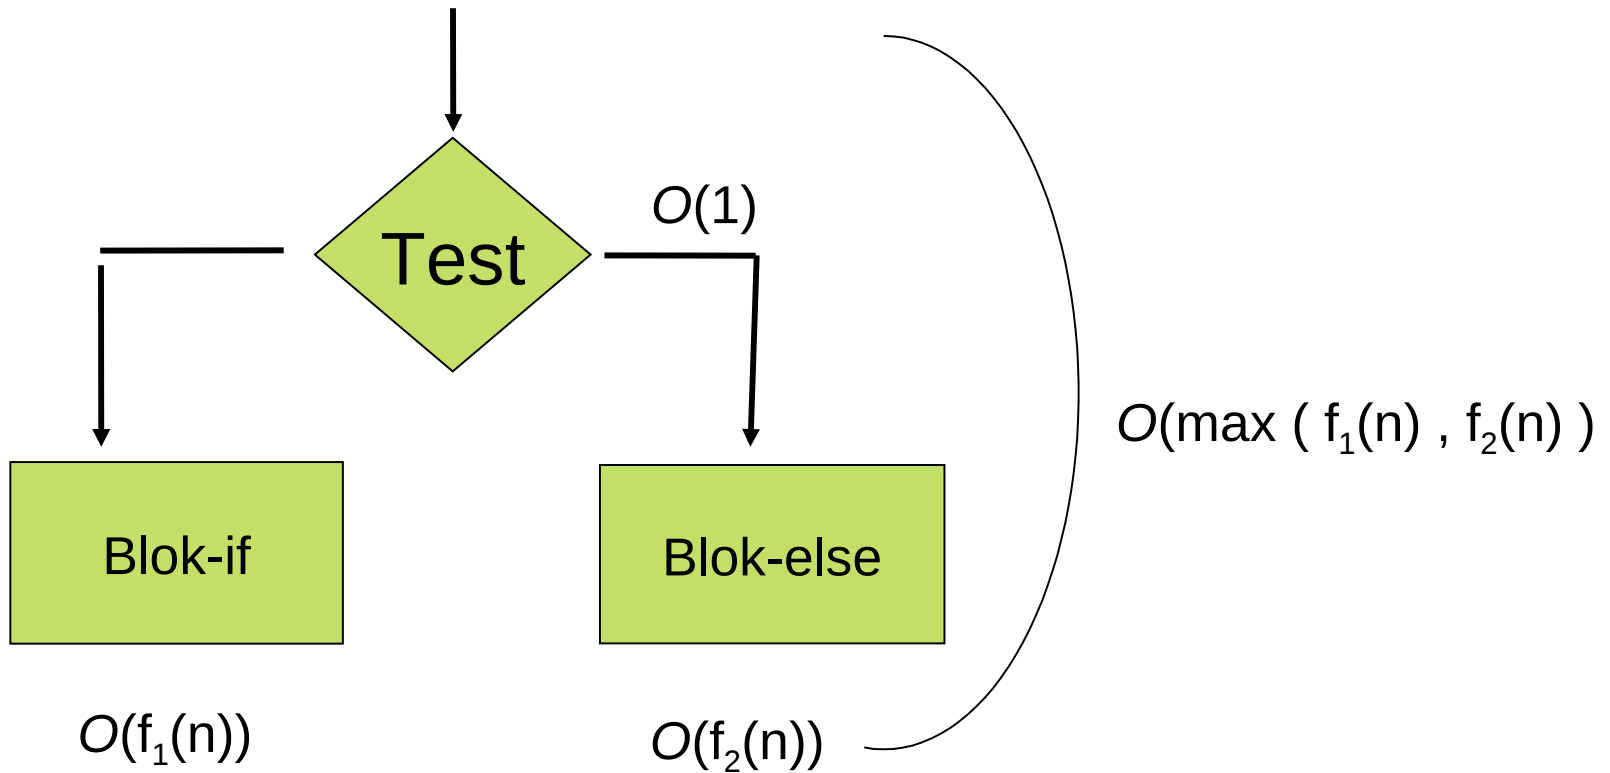 O(1)
Test
O(max ( f₁(n) , f₂(n) )
Blok-if
Blok-else
O(f₁(n))
O(f₂(n))